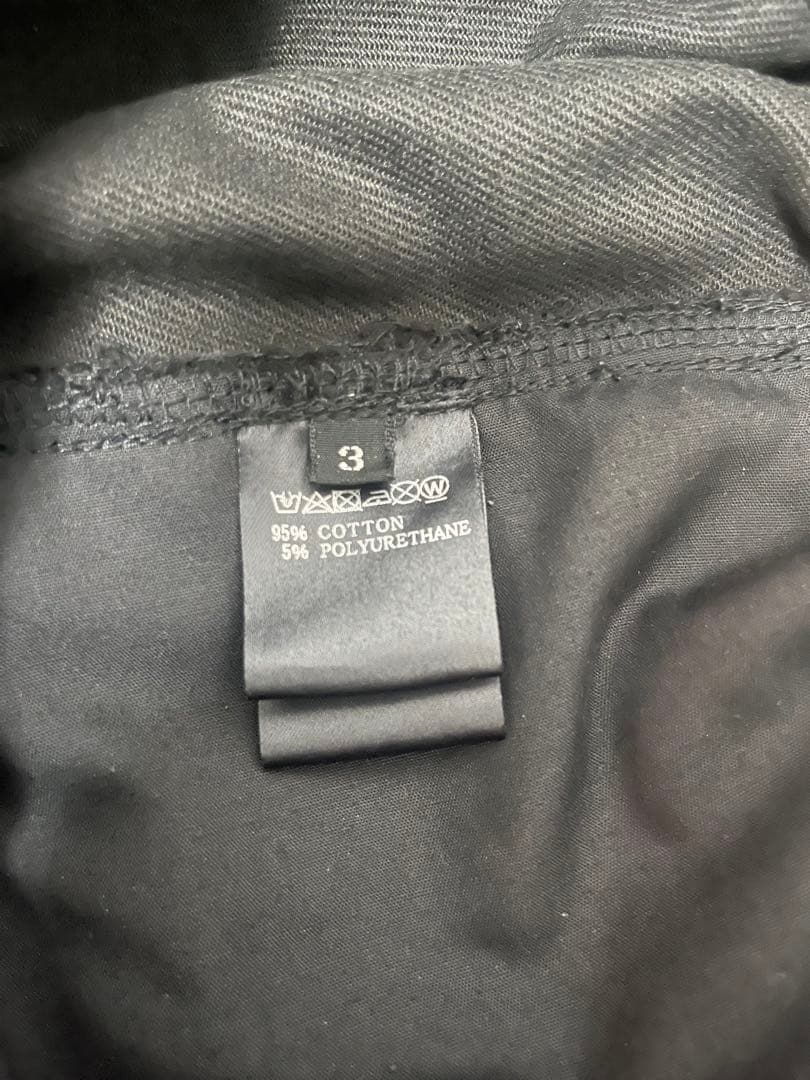 3
W
95% COTTON
5% POLYURETHANE